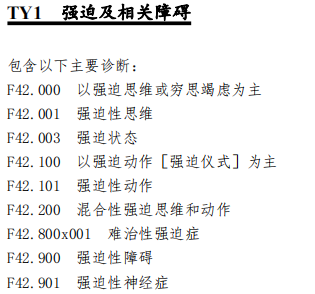 TY1 强迫及相关障碍
包含以下主要诊断：
F42.000 以强迫思维或穷思竭虑为主
F42.001 强迫性思维
F42.003 强迫状态
F42.100 以强迫动作［强迫仪式］为主
F42.101 强迫性动作
F42.200 混合性强迫思维和动作
F42.800x001 难治性强迫症
F42.900 强迫性障碍
F42.901 强迫性神经症